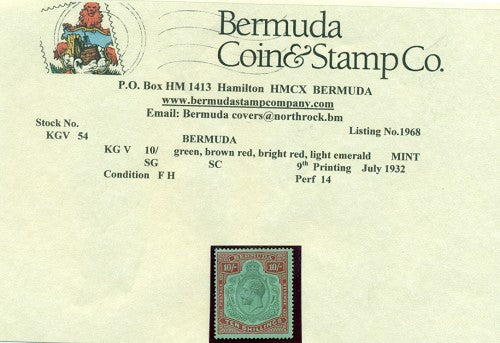 Bermuda
Coin&Stamp Co.
P.O. Box HM 1413 Hamilton HMCX BERMUDA
www.bermudastampcompany.com
Email: Bermuda covers@northrock.bm
Stock No.
KGV 54
Listing No.1968
BERMUDA
KG V 10/ green, brown red, bright red, light emerald MINT
SG SC 9th Printing July 1932
Condition F H Perf 14
BERMUDA
10/- 10/-
TEN SHILLINGS